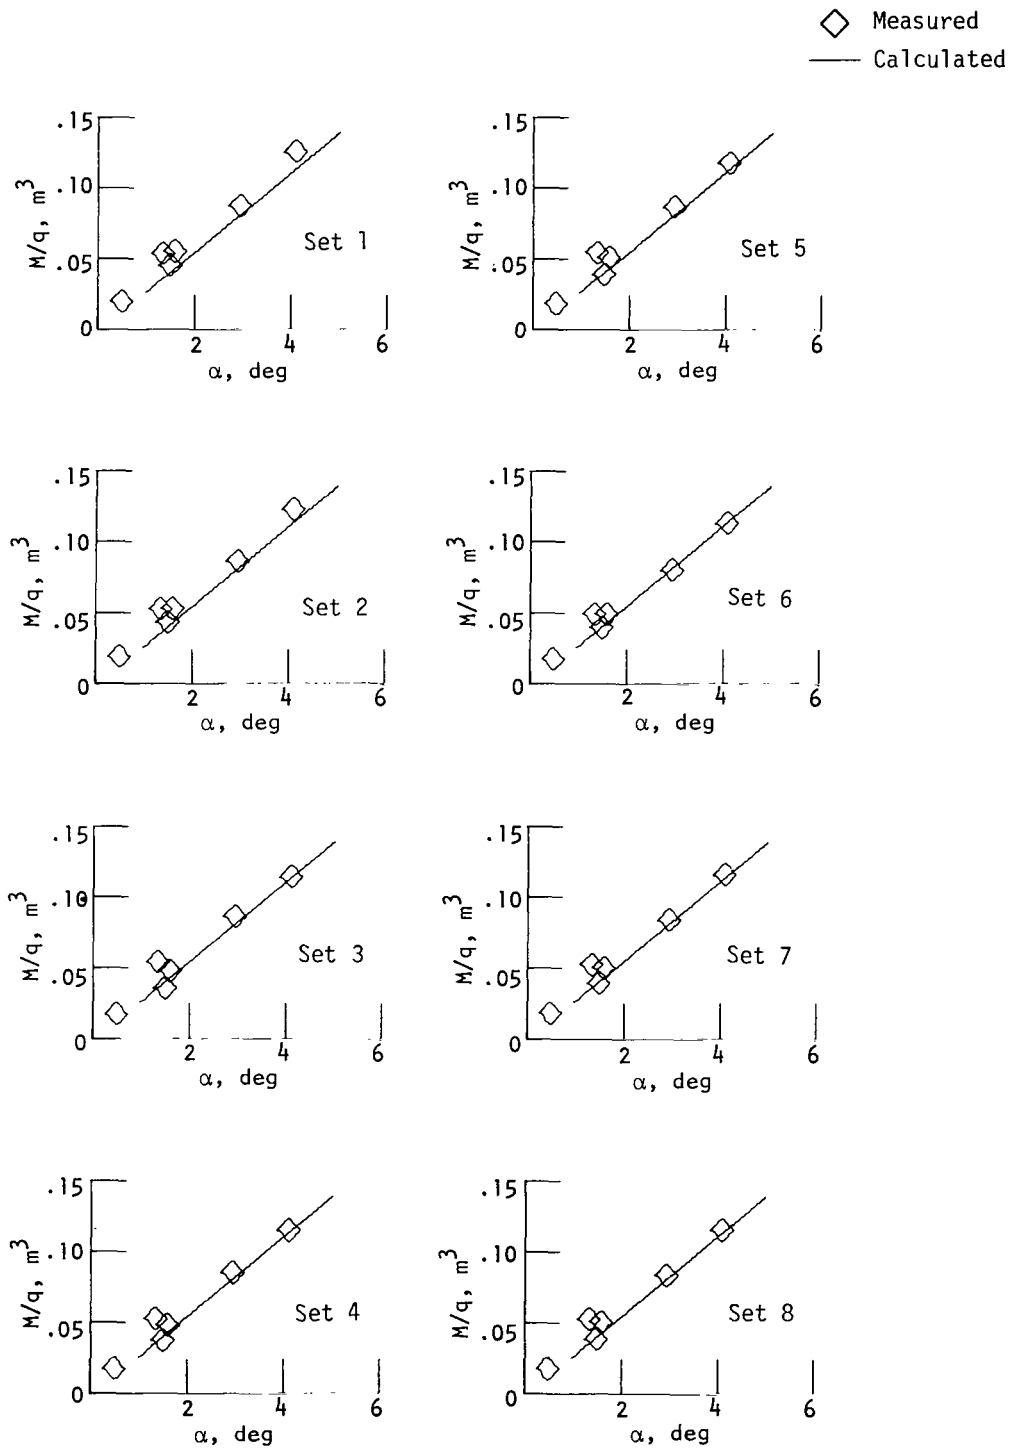 Measured
Calculated
.15
.10
.05
0
M/q, m³
2 4 6
α, deg
Set 1
.15
.10
.05
0
M/q, m³
2 4 6
α, deg
Set 5
.15
.10
.05
0
M/q, m³
2 4 6
α, deg
Set 2
.15
.10
.05
0
M/q, m³
2 4 6
α, deg
Set 6
.15
.10
.05
0
M/q, m³
2 4 6
α, deg
Set 3
.15
.10
.05
0
M/q, m³
2 4 6
α, deg
Set 7
.15
.10
.05
0
M/q, m³
2 4 6
α, deg
Set 4
.15
.10
.05
0
M/q, m³
2 4 6
α, deg
Set 8